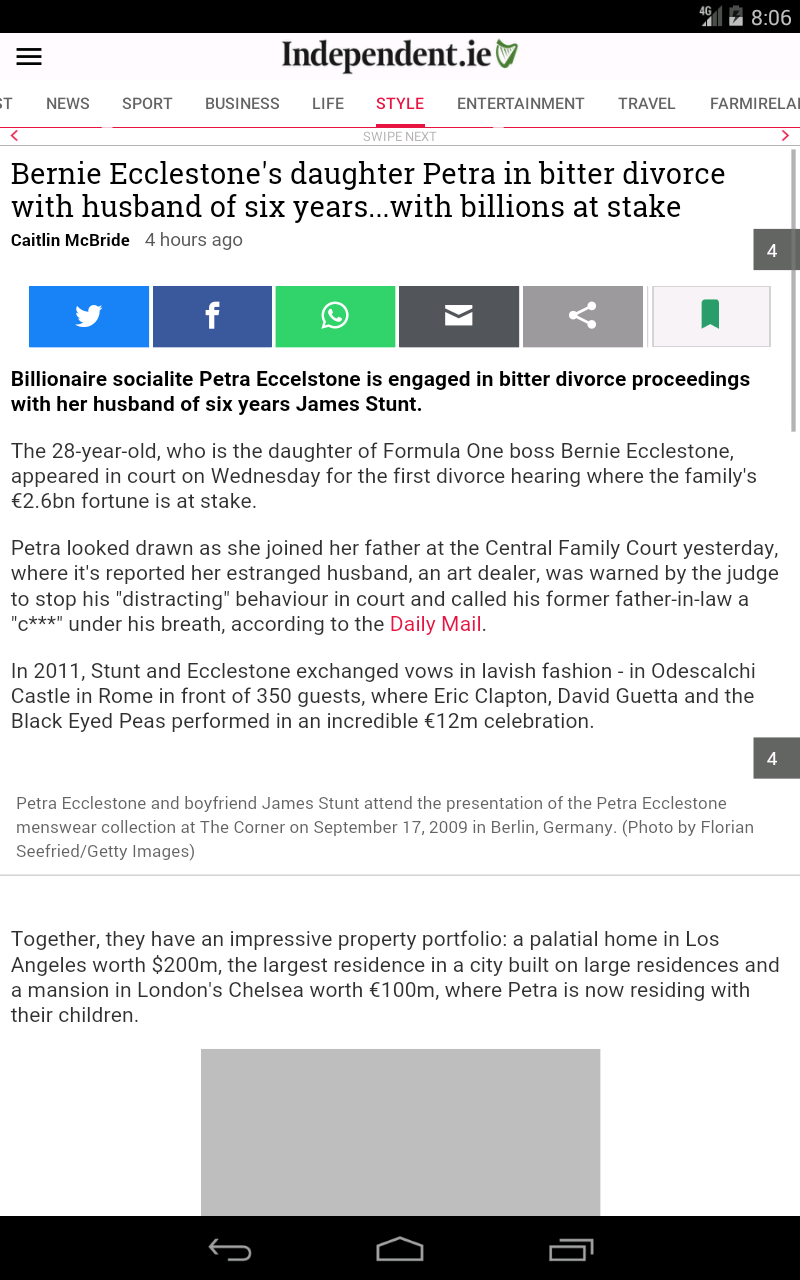 4G 8:06
Independent.ie
ST NEWS SPORT BUSINESS LIFE STYLE ENTERTAINMENT TRAVEL FARMIRELA
SWIPE NEXT
Bernie Ecclestone's daughter Petra in bitter divorce
with husband of six years...with billions at stake
Caitlin McBride 4 hours ago
4
Billionaire socialite Petra Eccelstone is engaged in bitter divorce proceedings
with her husband of six years James Stunt.
The 28-year-old, who is the daughter of Formula One boss Bernie Ecclestone,
appeared in court on Wednesday for the first divorce hearing where the family's
€2.6bn fortune is at stake.
Petra looked drawn as she joined her father at the Central Family Court yesterday,
where it's reported her estranged husband, an art dealer, was warned by the judge
to stop his "distracting" behaviour in court and called his former father-in-law a
"c***" under his breath, according to the Daily Mail.
In 2011, Stunt and Ecclestone exchanged vows in lavish fashion - in Odescalchi
Castle in Rome in front of 350 guests, where Eric Clapton, David Guetta and the
Black Eyed Peas performed in an incredible €12m celebration.
4
Petra Ecclestone and boyfriend James Stunt attend the presentation of the Petra Ecclestone
menswear collection at The Corner on September 17, 2009 in Berlin, Germany. (Photo by Florian
Seefried/Getty Images)
Together, they have an impressive property portfolio: a palatial home in Los
Angeles worth $200m, the largest residence in a city built on large residences and
a mansion in London's Chelsea worth €100m, where Petra is now residing with
their children.